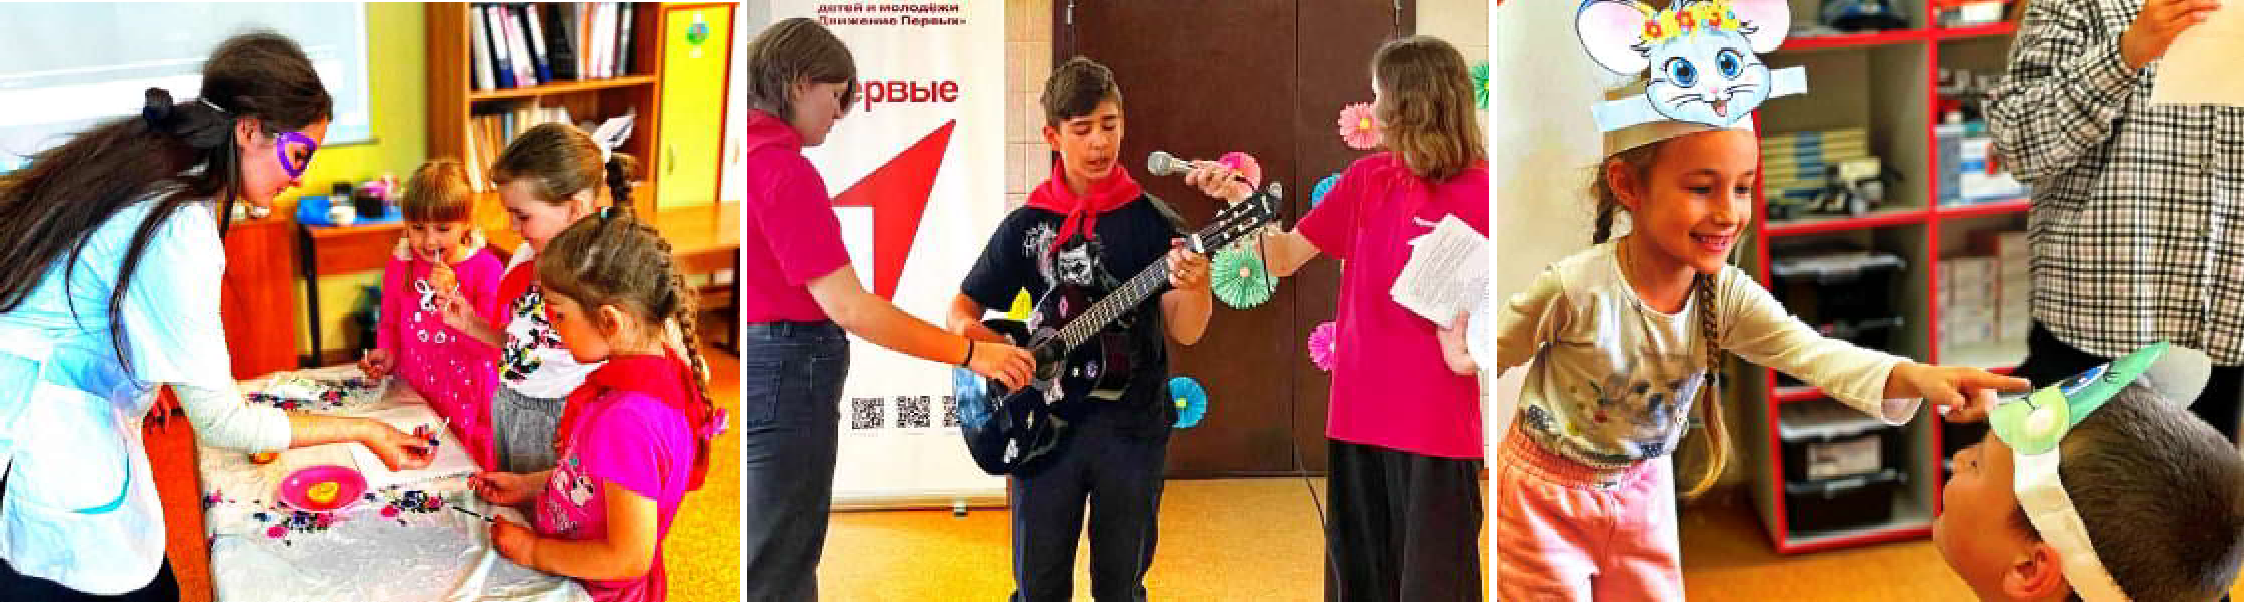 детей и молодёжи
Движение Первых»
ервые